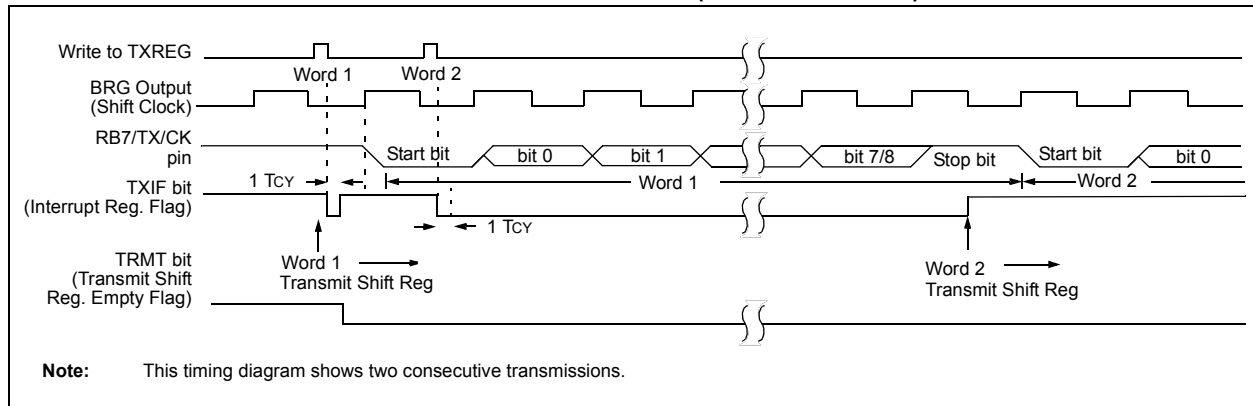 Write to TXREG
Word 1 Word 2
BRG Output
(Shift Clock)
RB7/TX/CK
pin
Start bit bit 0 bit 1 bit 7/8 Stop bit Start bit bit 0
1 TCY
Word 1 Word 2
TXIF bit
(Interrupt Reg. Flag)
1 TCY
TRMT bit
(Transmit Shift
Reg. Empty Flag)
Word 1
Transmit Shift Reg
Word 2
Transmit Shift Reg
Note: This timing diagram shows two consecutive transmissions.